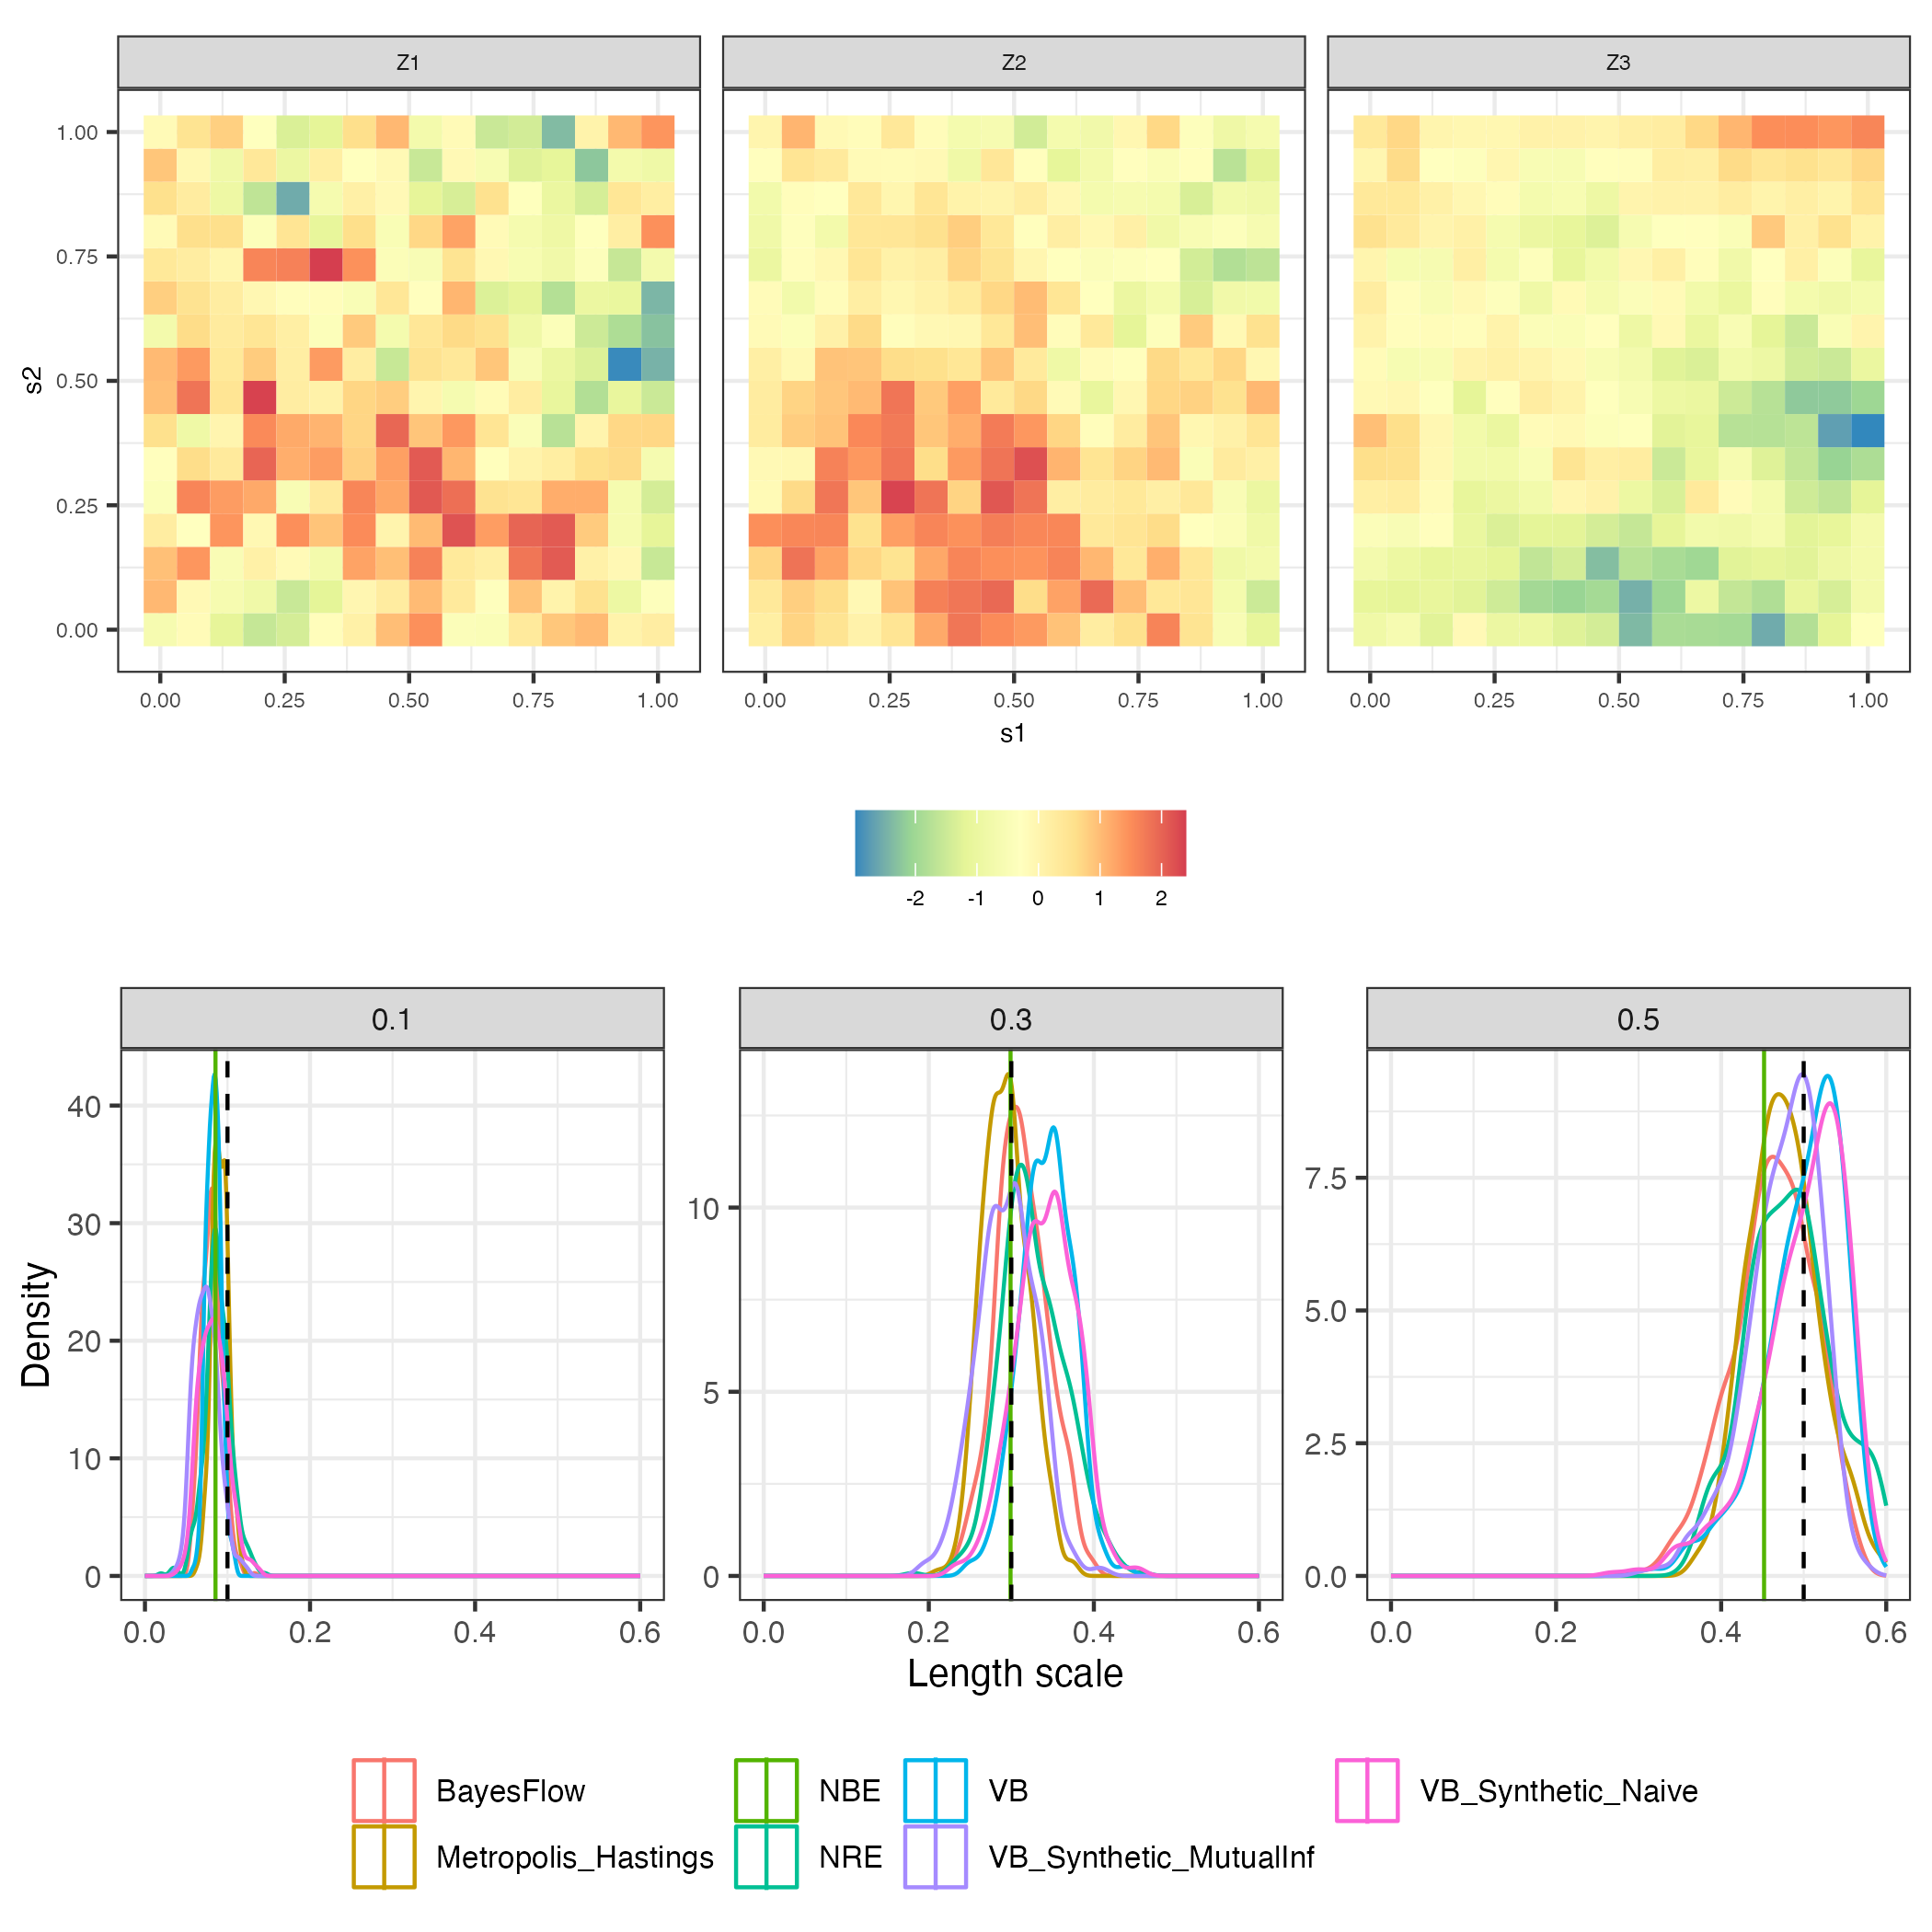 Z1 Z2 Z3
1.00
0.75
0.50
0.25
0.00
s2
0.00 0.25 0.50 0.75 1.00 0.00 0.25 0.50 0.75 1.00 0.00 0.25 0.50 0.75 1.00
s1
-2 -1 0 1 2
0.1 0.3 0.5
40
30
20
10
0
10
5
0
7.5
5.0
2.5
0.0
Density
0.0 0.2 0.4 0.6 0.0 0.2 0.4 0.6 0.0 0.2 0.4 0.6
Length scale
BayesFlow NBE VB VB_Synthetic_Naive
Metropolis_Hastings NRE VB_Synthetic_MutualInf